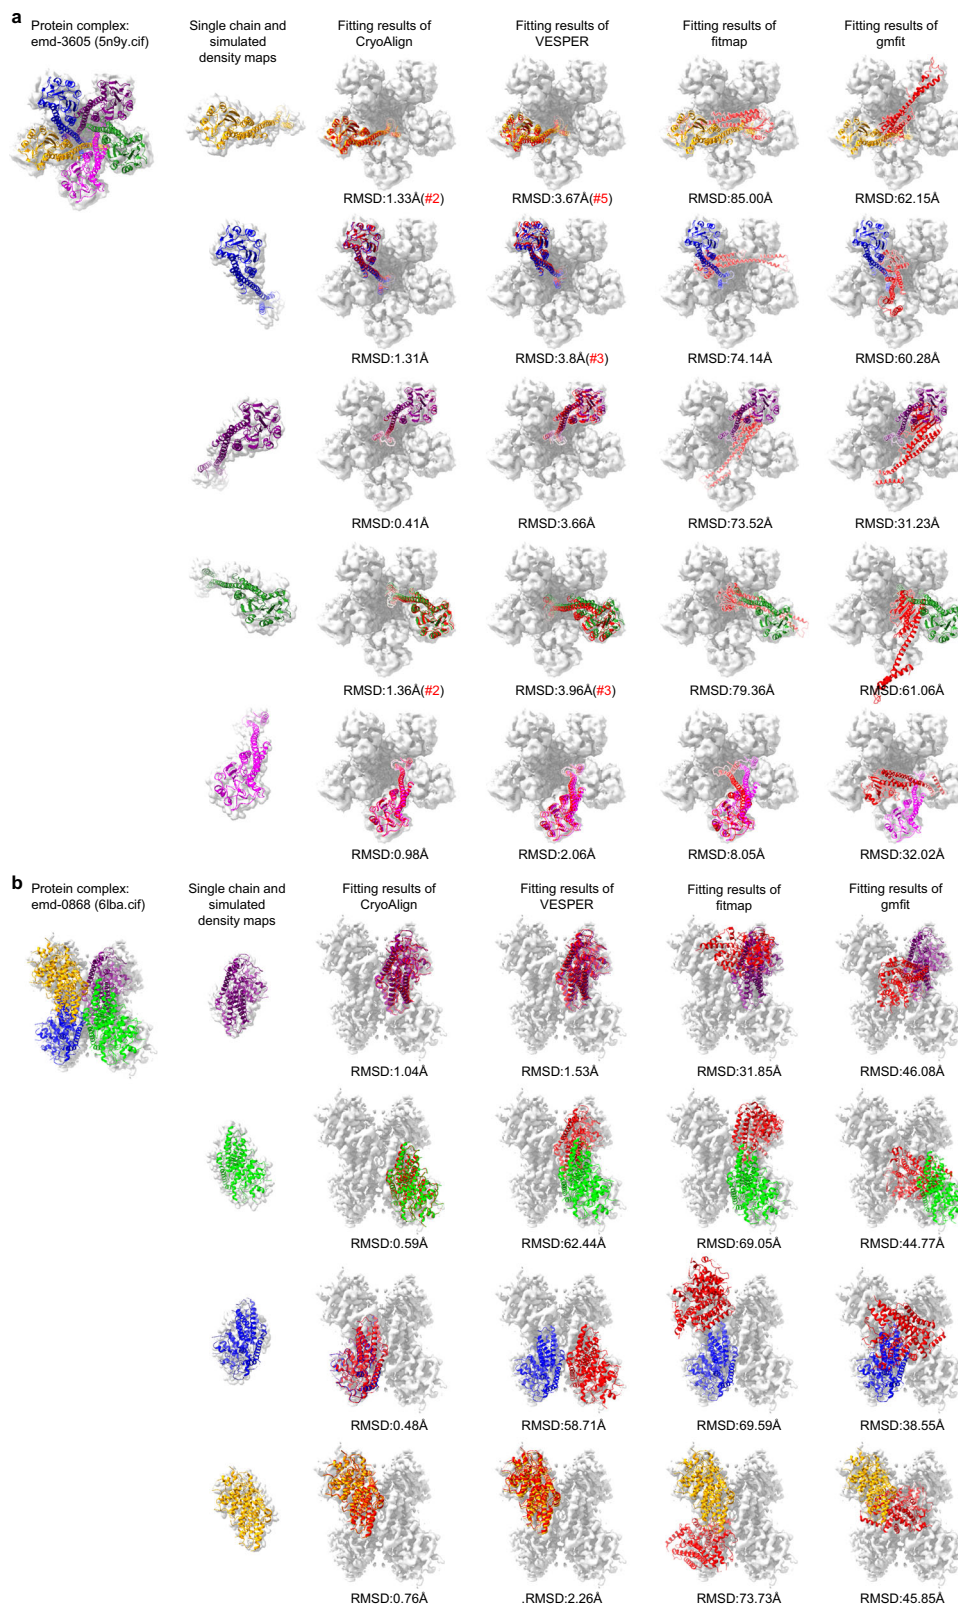 a
Protein complex:
emd-3605 (5n9y.cif)
Single chain and
simulated
density maps
Fitting results of
CryoAlign
Fitting results of
VESPER
Fitting results of
fitmap
Fitting results of
gmfit
RMSD:1.33Å(#2)
RMSD:3.67Å(#5)
RMSD:85.00Å
RMSD:62.15Å
RMSD:1.31Å
RMSD:3.8Å(#3)
RMSD:74.14Å
RMSD:60.28Å
RMSD:0.41Å
RMSD:3.66Å
RMSD:73.52Å
RMSD:31.23Å
RMSD:1.36Å(#2)
RMSD:3.96Å(#3)
RMSD:79.36Å
RMSD:61.06Å
RMSD:0.98Å
RMSD:2.06Å
RMSD:8.05Å
RMSD:32.02Å
b
Protein complex:
emd-0868 (6lba.cif)
Single chain and
simulated
density maps
Fitting results of
CryoAlign
Fitting results of
VESPER
Fitting results of
fitmap
Fitting results of
gmfit
RMSD:1.04Å
RMSD:1.53Å
RMSD:31.85Å
RMSD:46.08Å
RMSD:0.59Å
RMSD:62.44Å
RMSD:69.05Å
RMSD:44.77Å
RMSD:0.48Å
RMSD:58.71Å
RMSD:69.59Å
RMSD:38.55Å
RMSD:0.76Å
.RMSD:2.26Å
RMSD:73.73Å
RMSD:45.85Å